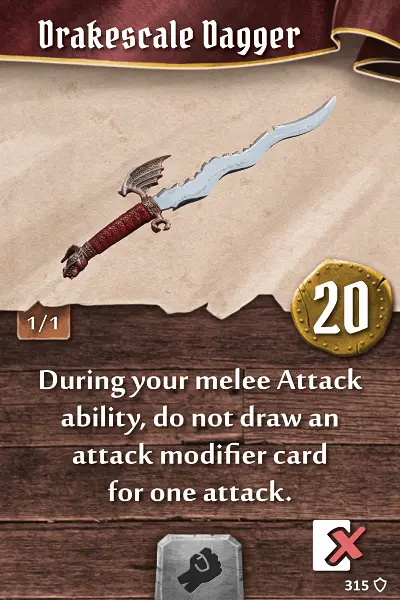 Drakescale Dagger
1/1
20
During your melee Attack
ability, do not draw an
attack modifier card
for one attack.
315